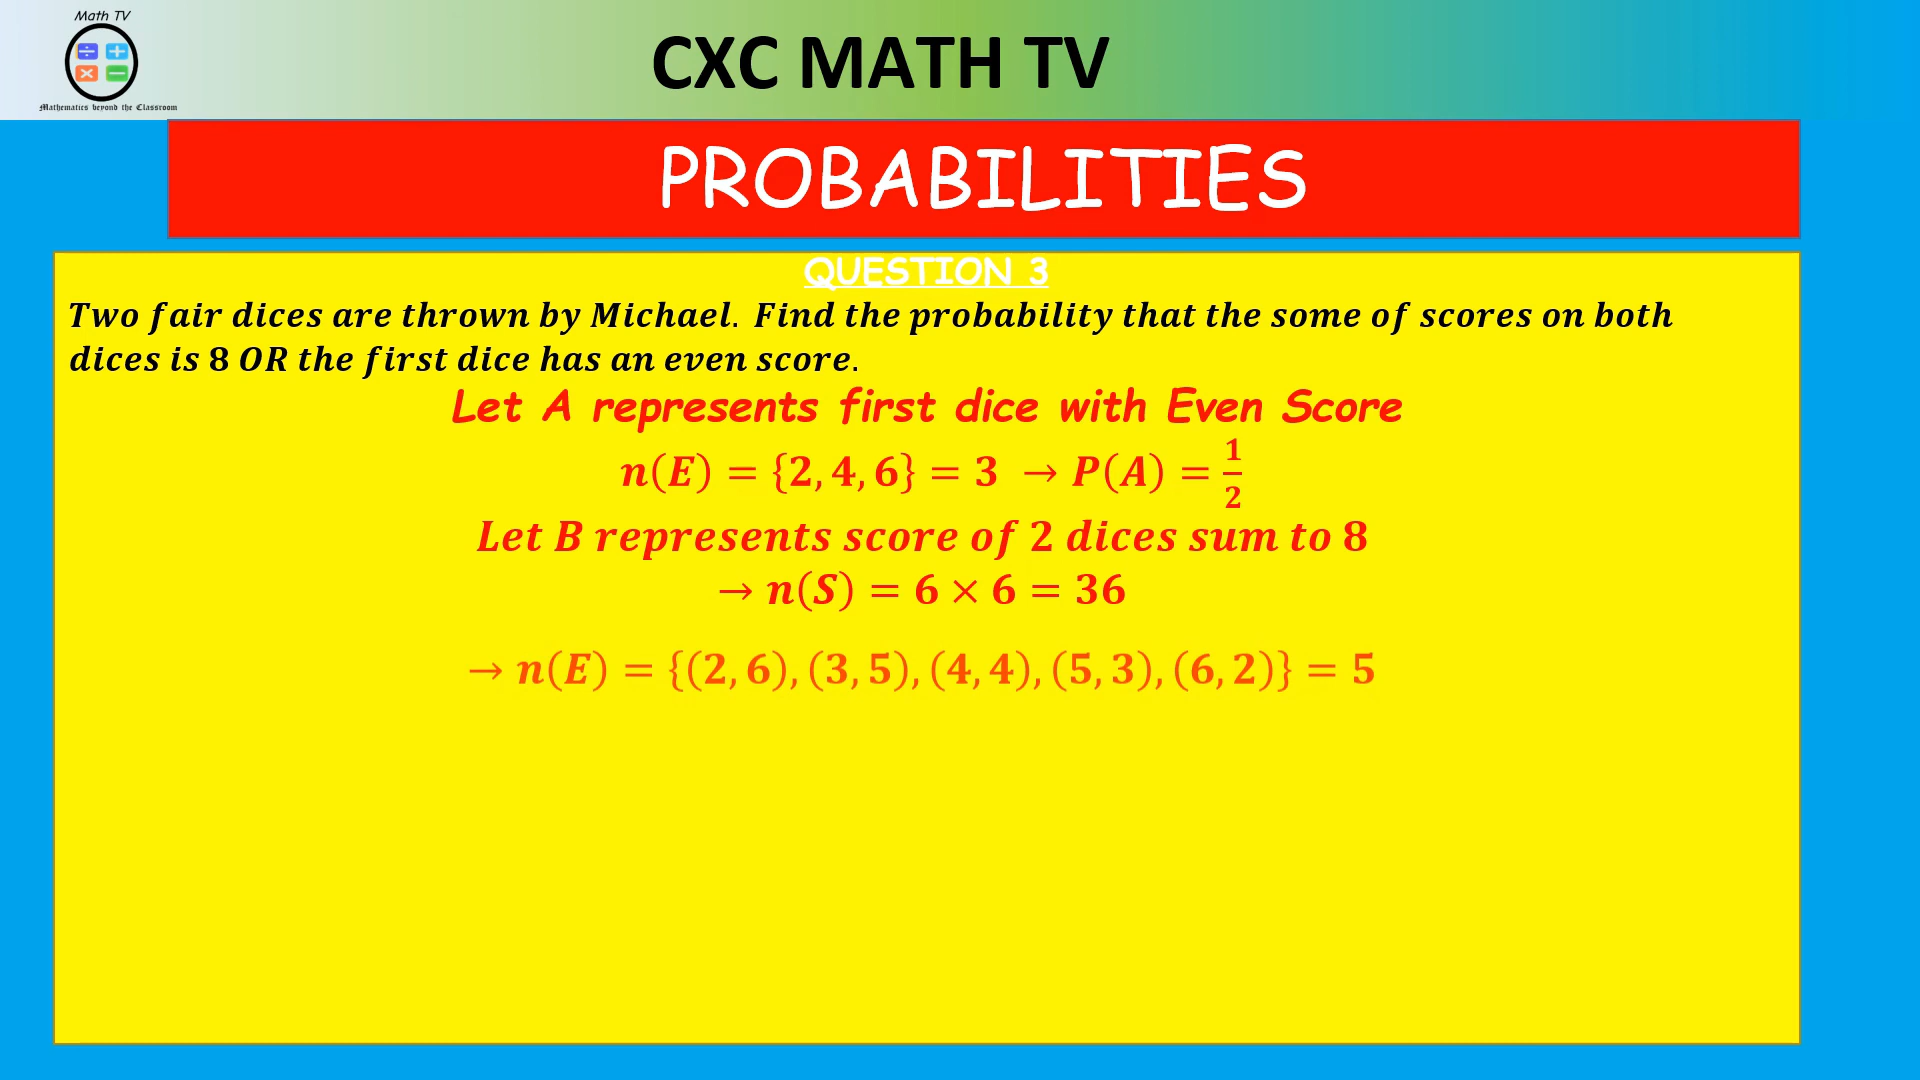 Math TV
÷ +
× −
Mathematics beyond the Classroom
CXC MATH TV
PROBABILITIES
QUESTION 3
Two fair dices are thrown by Michael. Find the probability that the some of scores on both
dices is 8 OR the first dice has an even score.
Let A represents first dice with Even Score
n(E) = {2, 4, 6} = 3 → P(A) = 1/2
Let B represents score of 2 dices sum to 8
→ n(S) = 6 × 6 = 36
→ n(E) = {(2, 6), (3, 5), (4, 4), (5, 3), (6, 2)} = 5